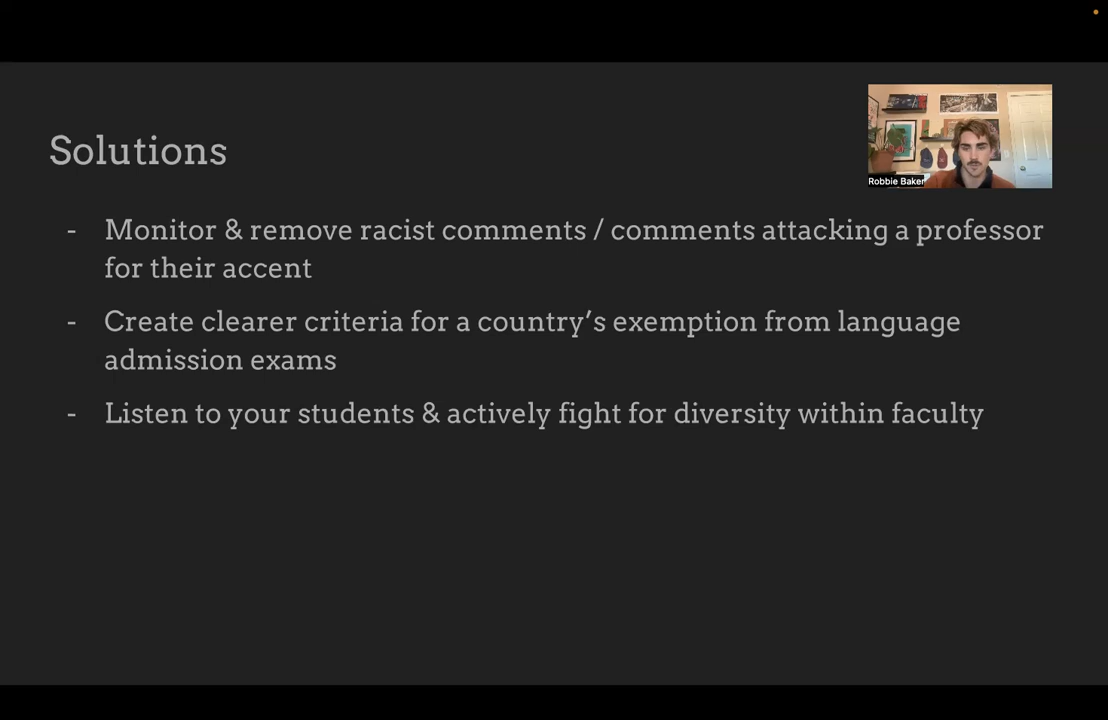 Solutions
Robbie Baker
- Monitor & remove racist comments / comments attacking a professor
for their accent
- Create clearer criteria for a country’s exemption from language
admission exams
- Listen to your students & actively fight for diversity within faculty